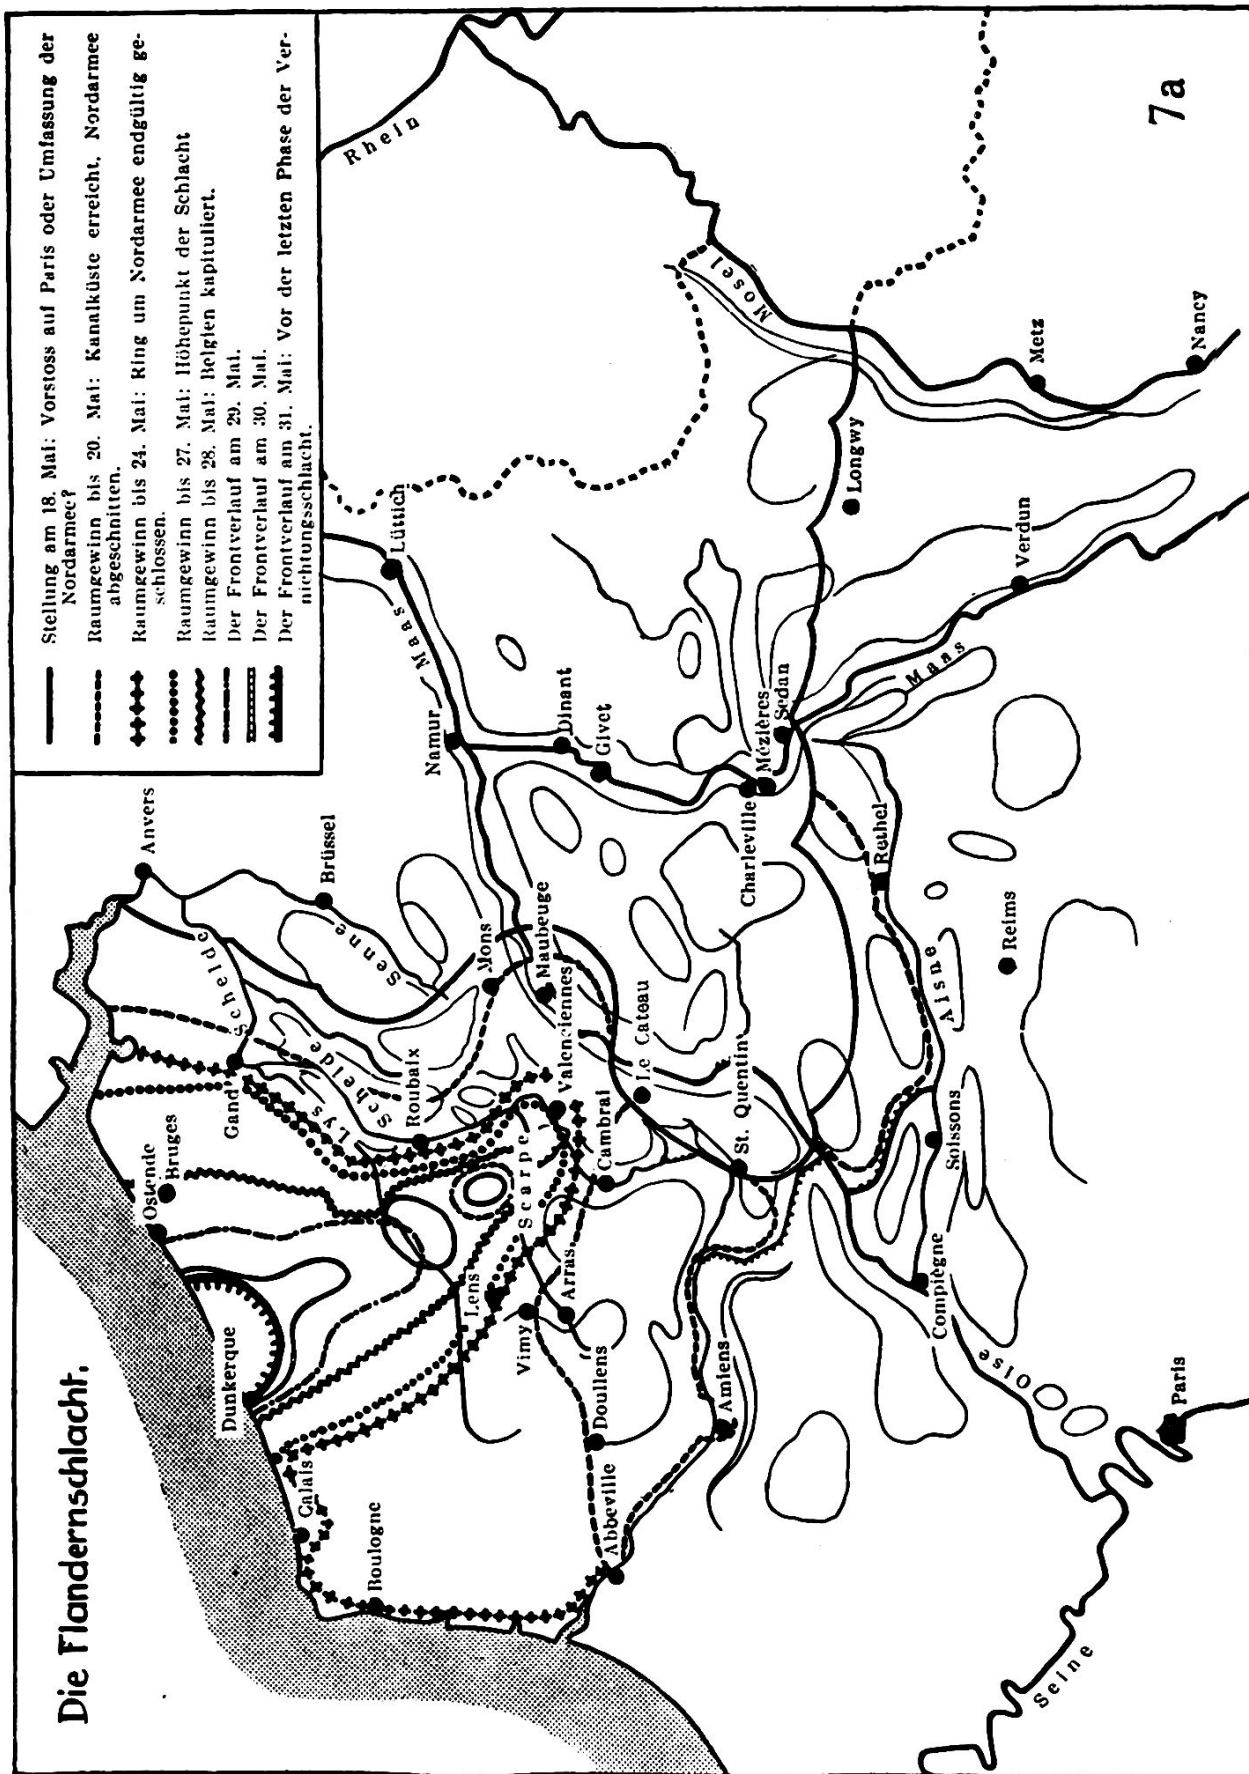 Die Flandernschlacht.
Stellung am 18. Mai: Vorstoss auf Paris oder Umfassung der
Nordarmee?
Raumgewinn bis 20. Mai: Kanalküste erreicht, Nordarmee
abgeschnitten.
Raumgewinn bis 24. Mai: Ring um Nordarmee endgültig ge-
schlossen.
Raumgewinn bis 27. Mai: Höhepunkt der Schlacht
Raumgewinn bis 28. Mai: Belgien kapituliert.
Der Frontverlauf am 29. Mai.
Der Frontverlauf am 30. Mai.
Der Frontverlauf am 31. Mai: Vor der letzten Phase der Ver-
nichtungsschlacht.
Anvers
Ostende
Bruges
Schelde
Gand
Dunkerque
Brüssel
Senne
Calais
Lys
Schelde
Boulogne
Roubaix
Rhein
Lüttich
Maas
Namur
Mons
Lens
Scarpe
Maubeuge
Valenciennes
Vimy
Dinant
Arras
Cambrai
Givet
Doullens
Abbeville
Le Cateau
Amiens
St. Quentin
Charleville
Mézières
Sedan
Mosel
Longwy
Rethel
Maas
Aisne
Soissons
Compiègne
Reims
Oise
Verdun
Metz
Paris
Seine
Nancy
7a